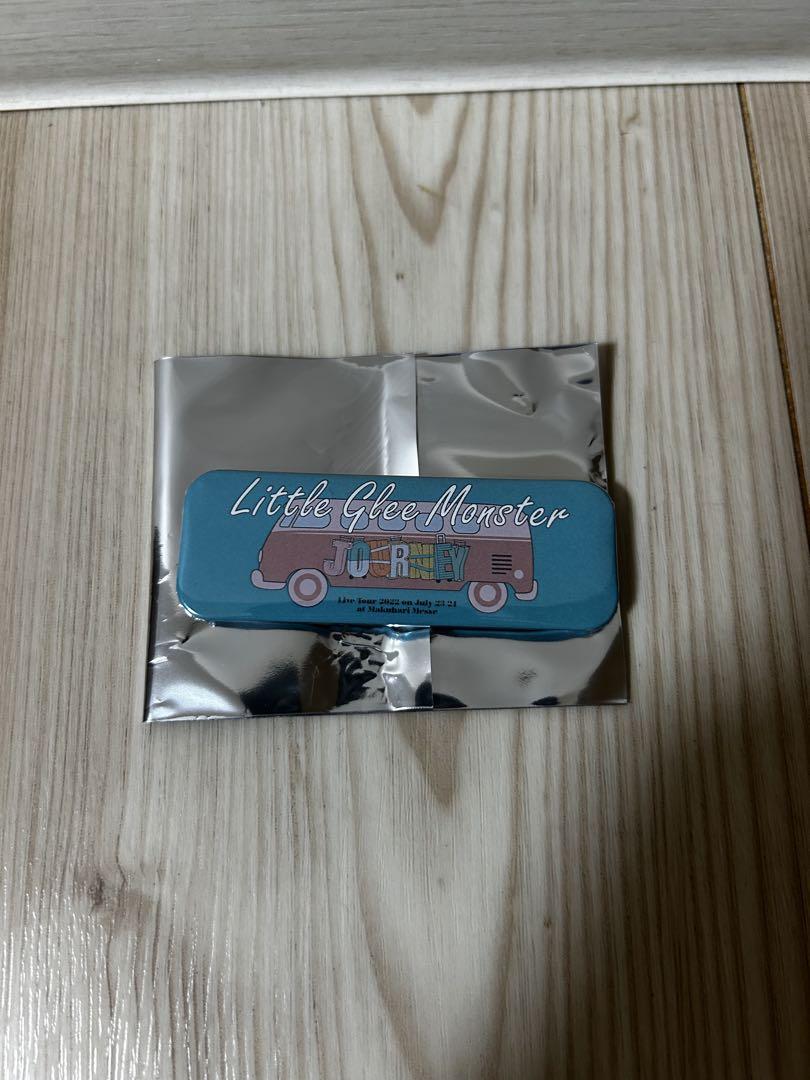 Little Glee Monster
JOURNEY
Live Tour 2022 on July 23 24
at Makuhari Messe